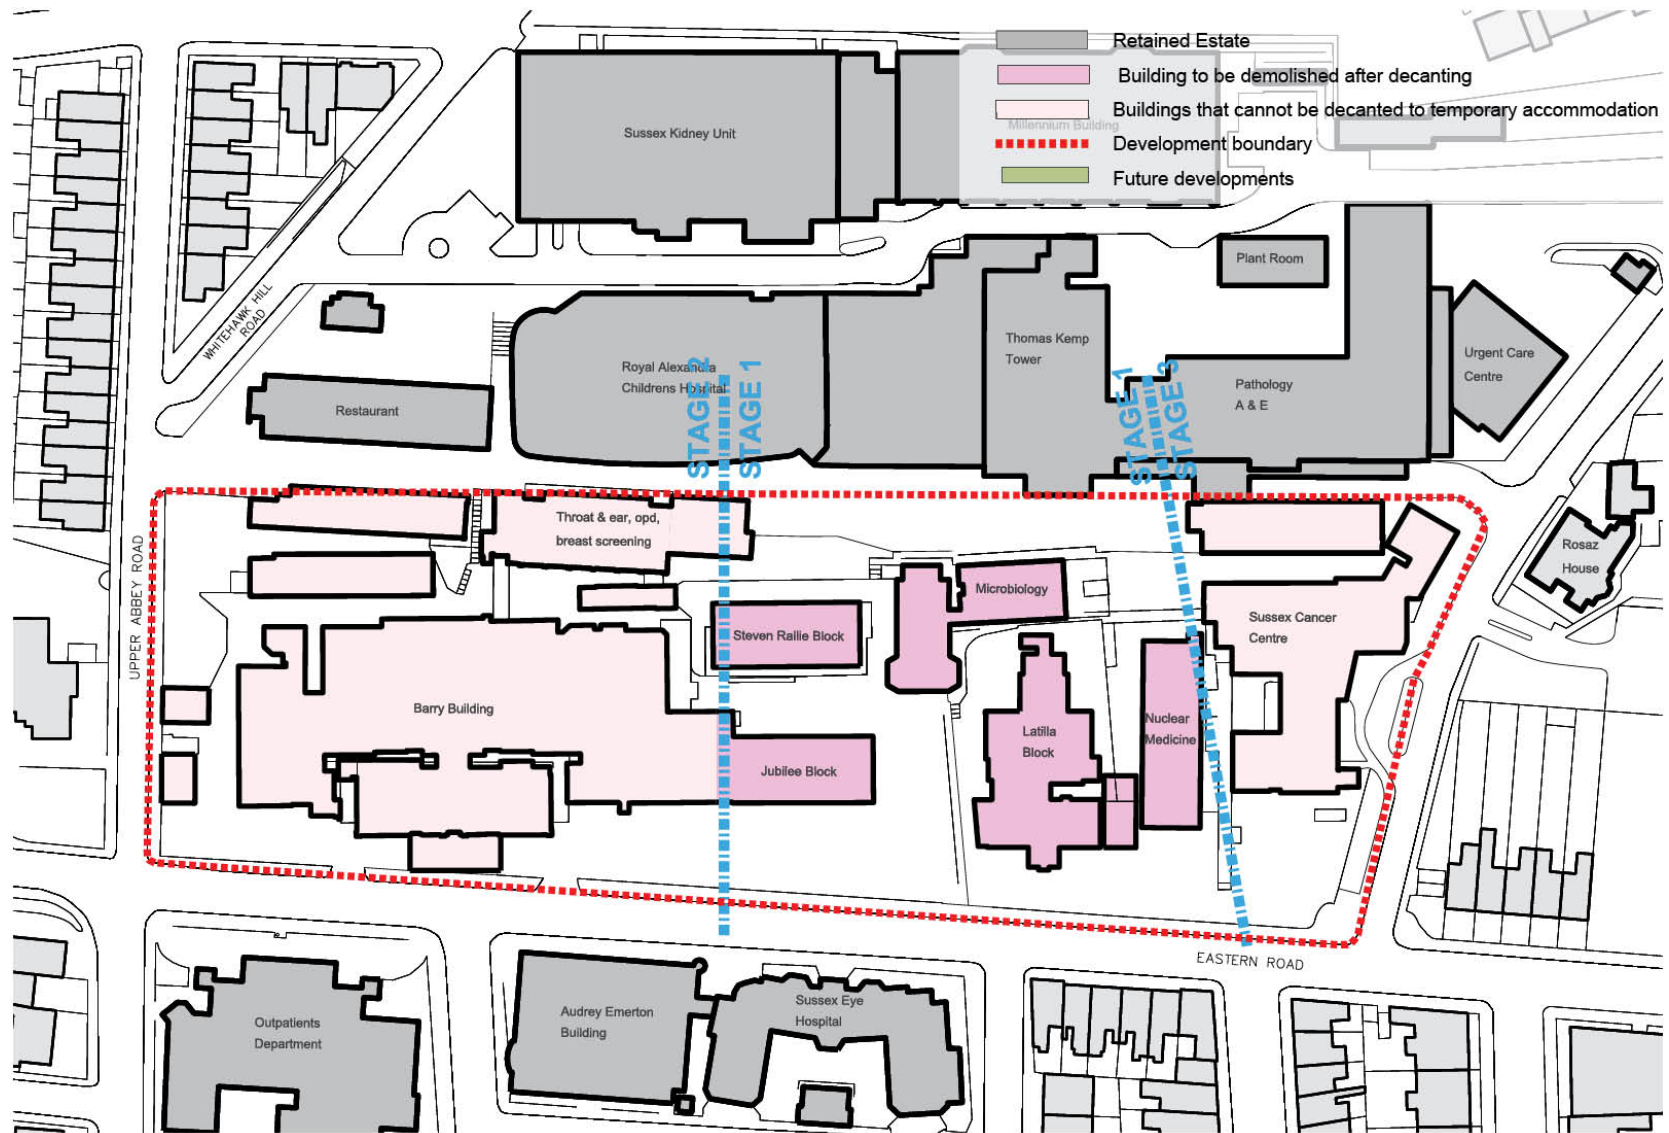 Retained Estate
Building to be demolished after decanting
Buildings that cannot be decanted to temporary accommodation
Millennium Building
Development boundary
Future developments
Sussex Kidney Unit
Plant Room
WHITEHAWK HILL
ROAD
Royal Alexandra
Childrens Hospital
Thomas Kemp
Tower
Urgent Care
Centre
Pathology
A & E
Restaurant
STAGE 2
STAGE 1
STAGE 1
STAGE 3
Throat & ear, opd,
breast screening
UPPER ABBEY ROAD
Rosaz
House
Microbiology
Steven Rallie Block
Sussex Cancer
Centre
Barry Building
Latilla
Block
Nuclear
Medicine
Jubilee Block
EASTERN ROAD
Outpatients
Department
Audrey Emerton
Building
Sussex Eye
Hospital